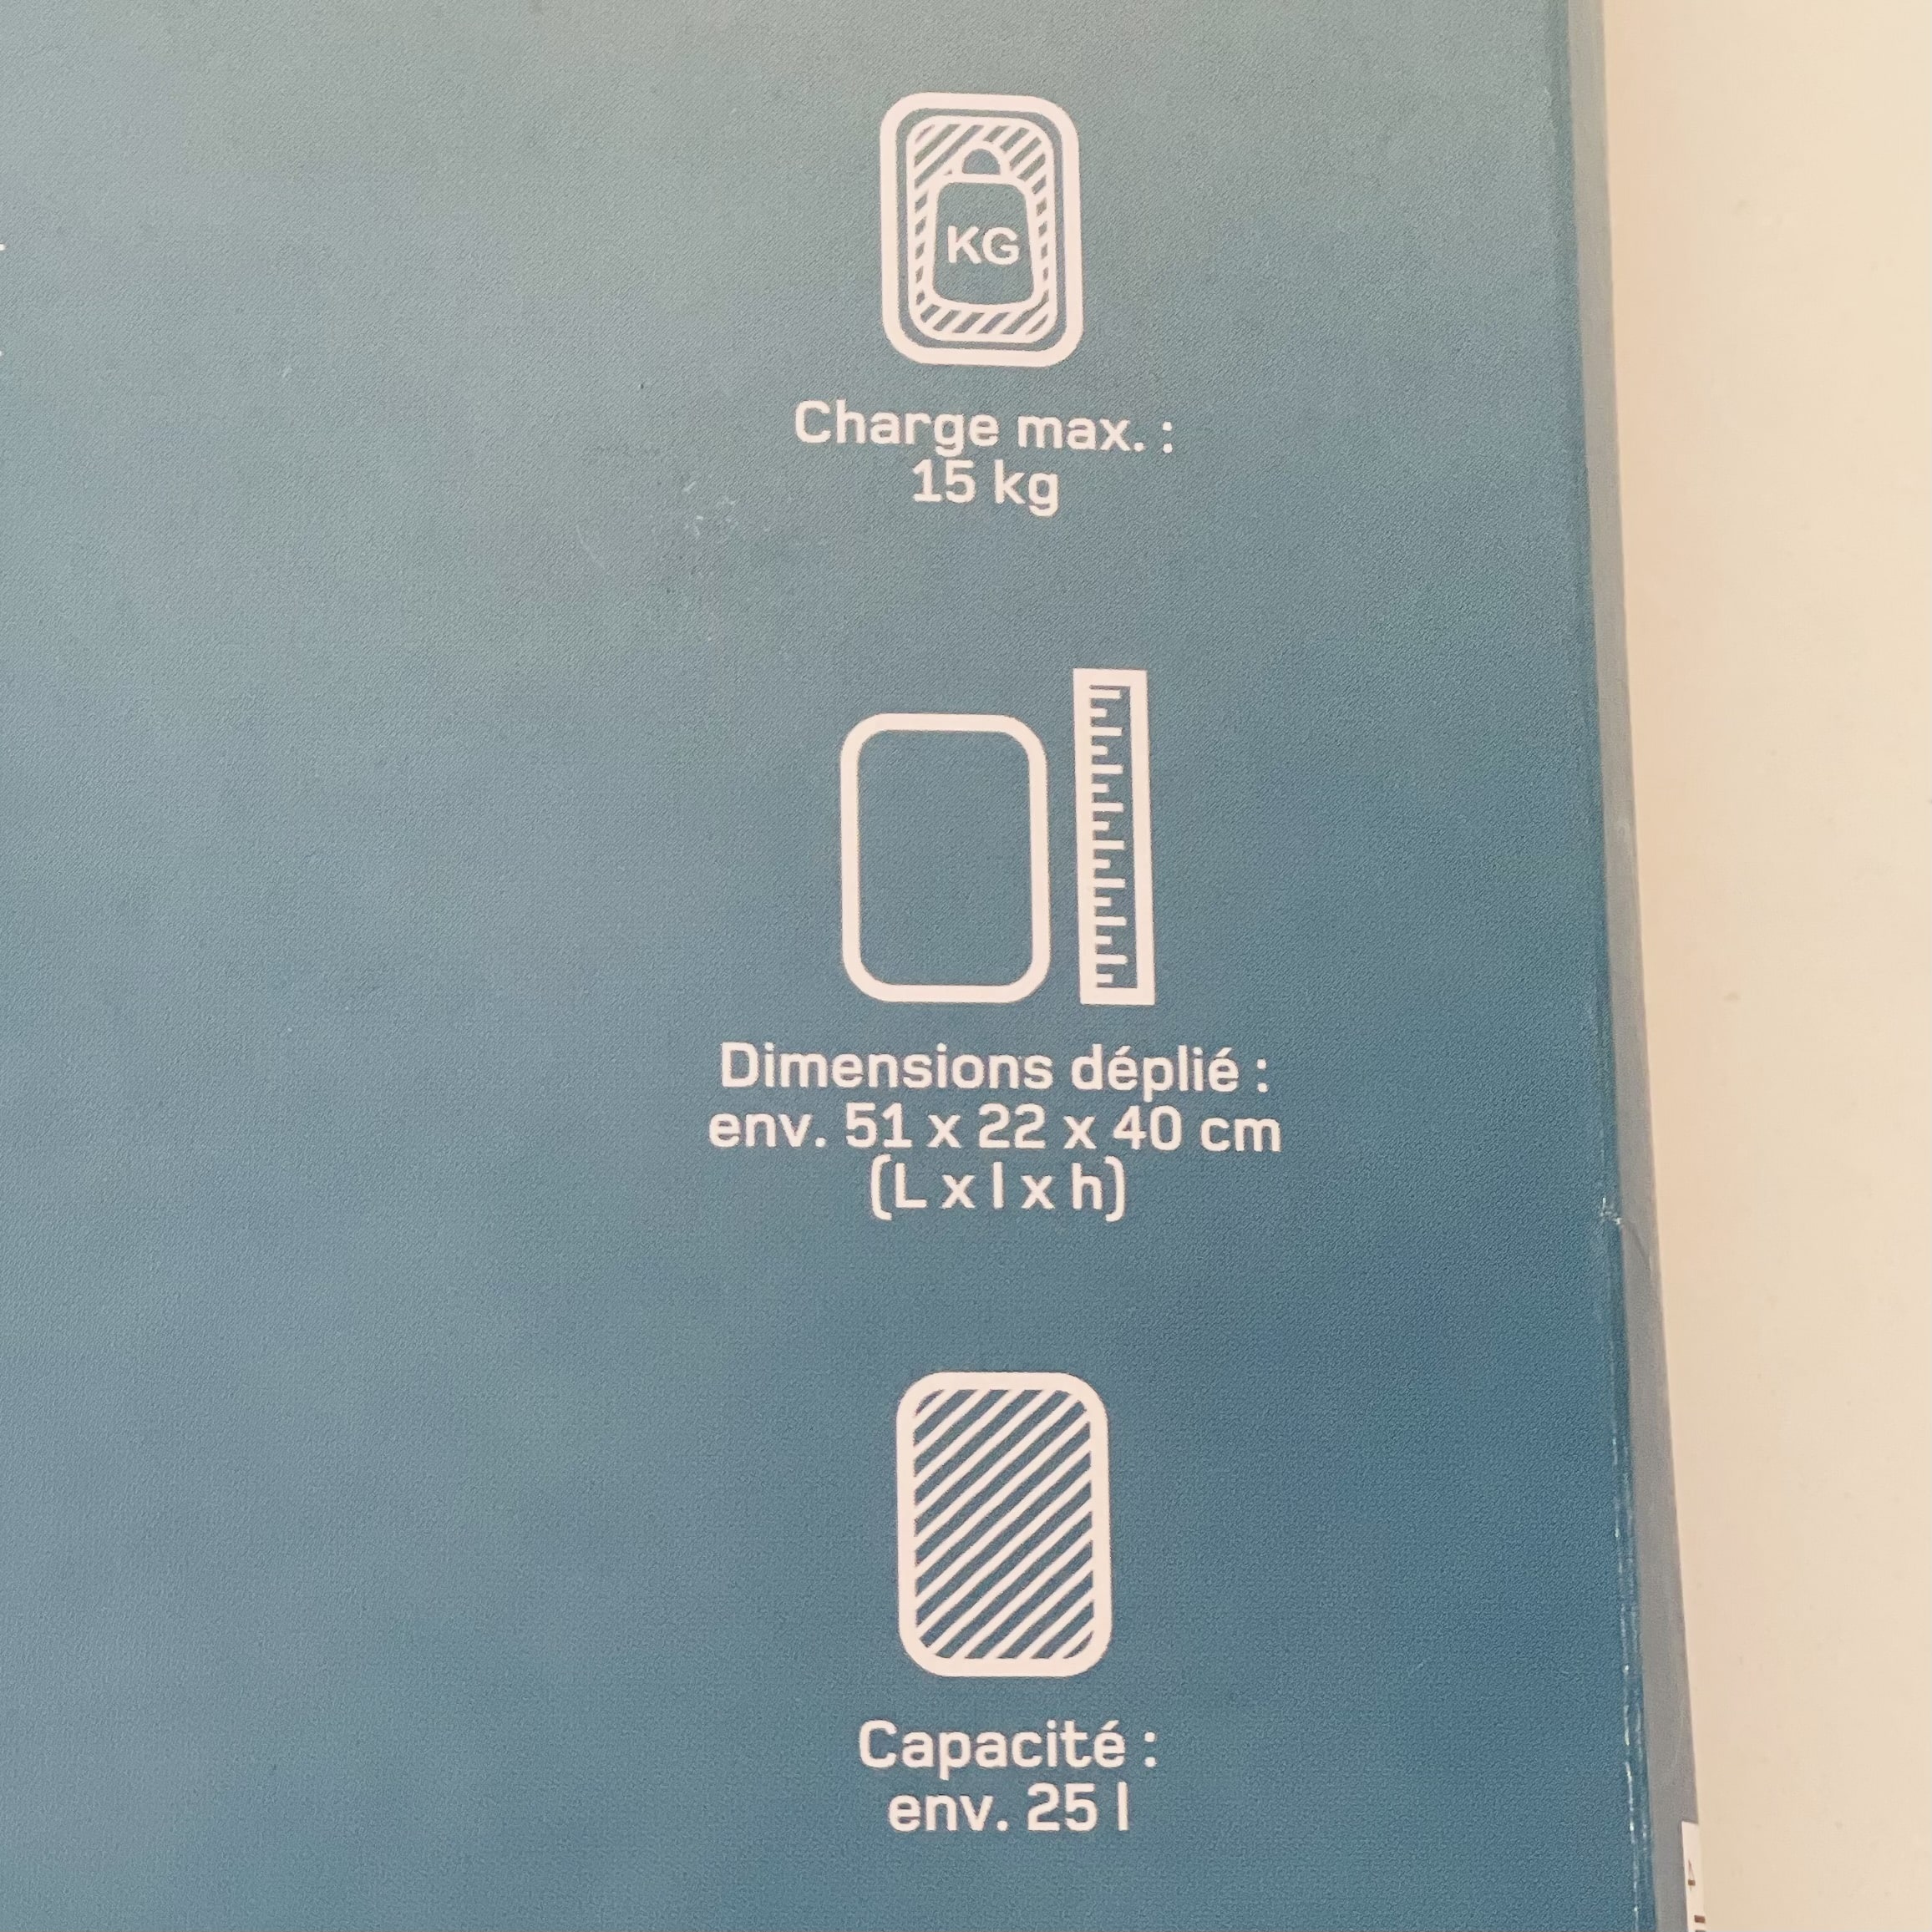 KG
Charge max. :
15 kg
Dimensions déplié :
env. 51 x 22 x 40 cm
(L x l x h)
Capacité :
env. 25 l